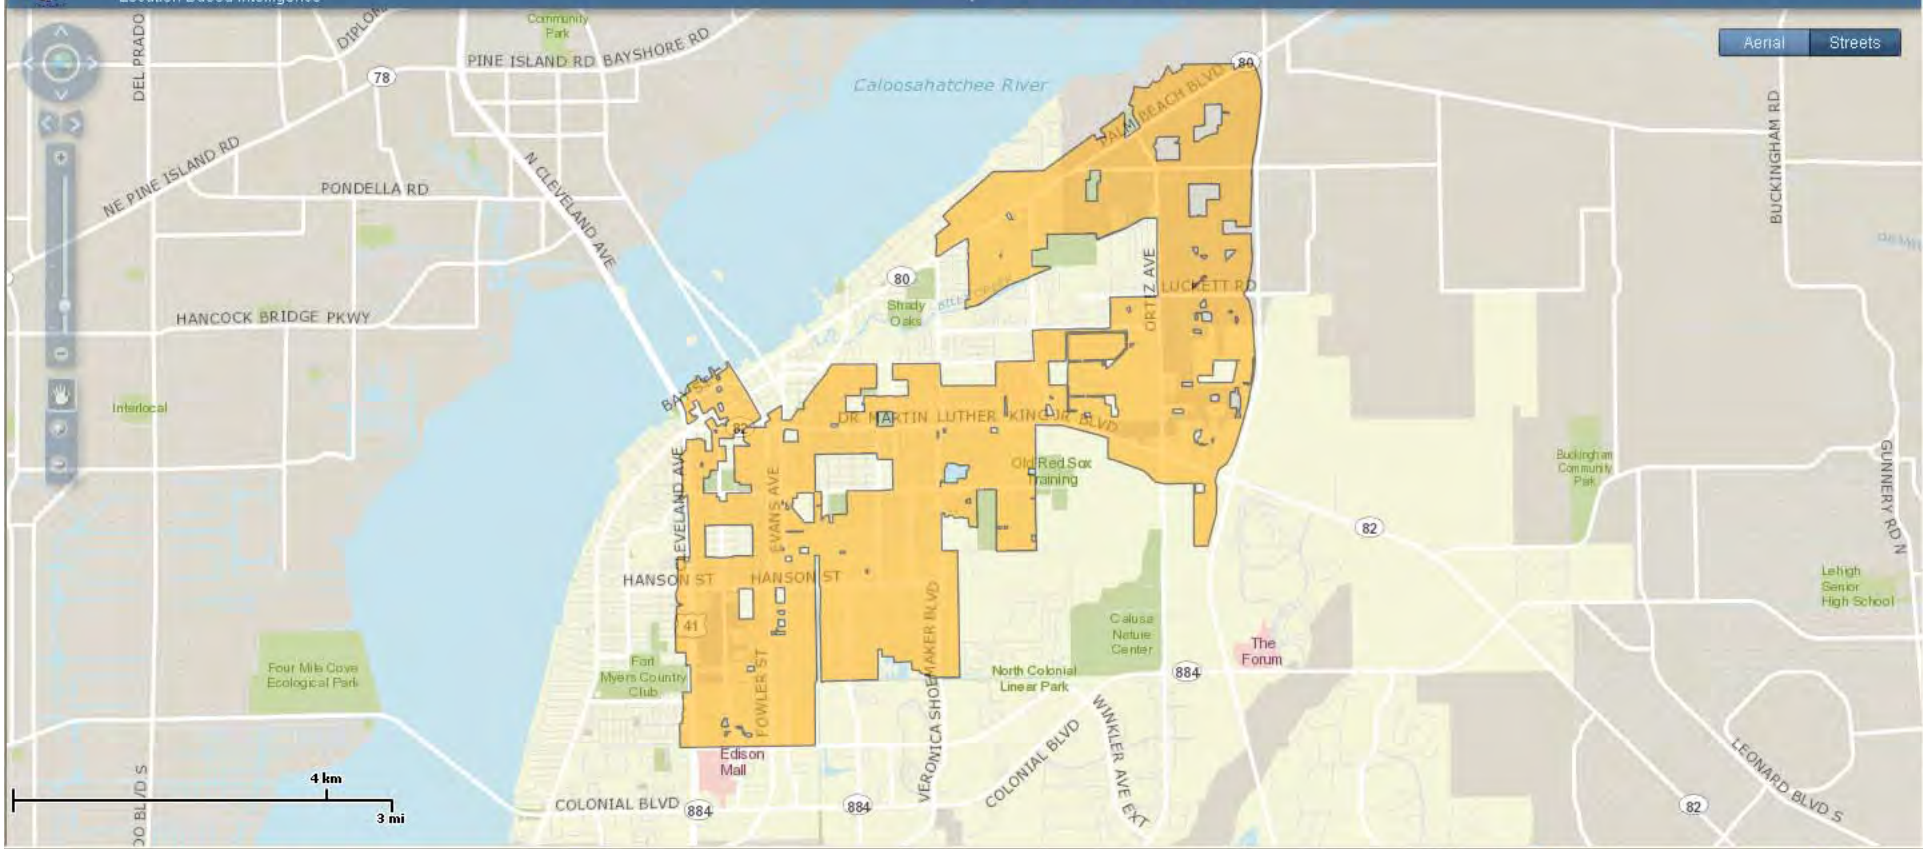 Location Based Intelligence
Aerial
Streets
Community
Park
DEL PRADO
PINE ISLAND RD
BAYSHORE RD
78
80
Caloosahatchee River
PALM BEACH BLVD
BUCKINGHAM RD
NE PINE ISLAND RD
N CLEVELAND AVE
PONDELLA RD
80
ORTIZ AVE
LUCKETT RD
Shady
Oaks
HANCOCK BRIDGE PKWY
Interlocal
82
DR MARTIN LUTHER KING JR BLVD
Old Red Sox
Training
Buckingham
Community
Park
GUNNERY RD N
CLEVELAND AVE
EVANS AVE
82
HANSON ST
HANSON ST
Lehigh
Senior
High School
41
Calusa
Nature
Center
The
Forum
VERONICA SHOEMAKER BLVD
Four Mile Cove
Ecological Park
Fort
Myers Country
Club
FOWLER ST
North Colonial
Linear Park
884
WINKLER AVE EXT
Edison
Mall
COLONIAL BLVD
LEONARD BLVD S
4 km
3 mi
COLONIAL BLVD
884
884
82